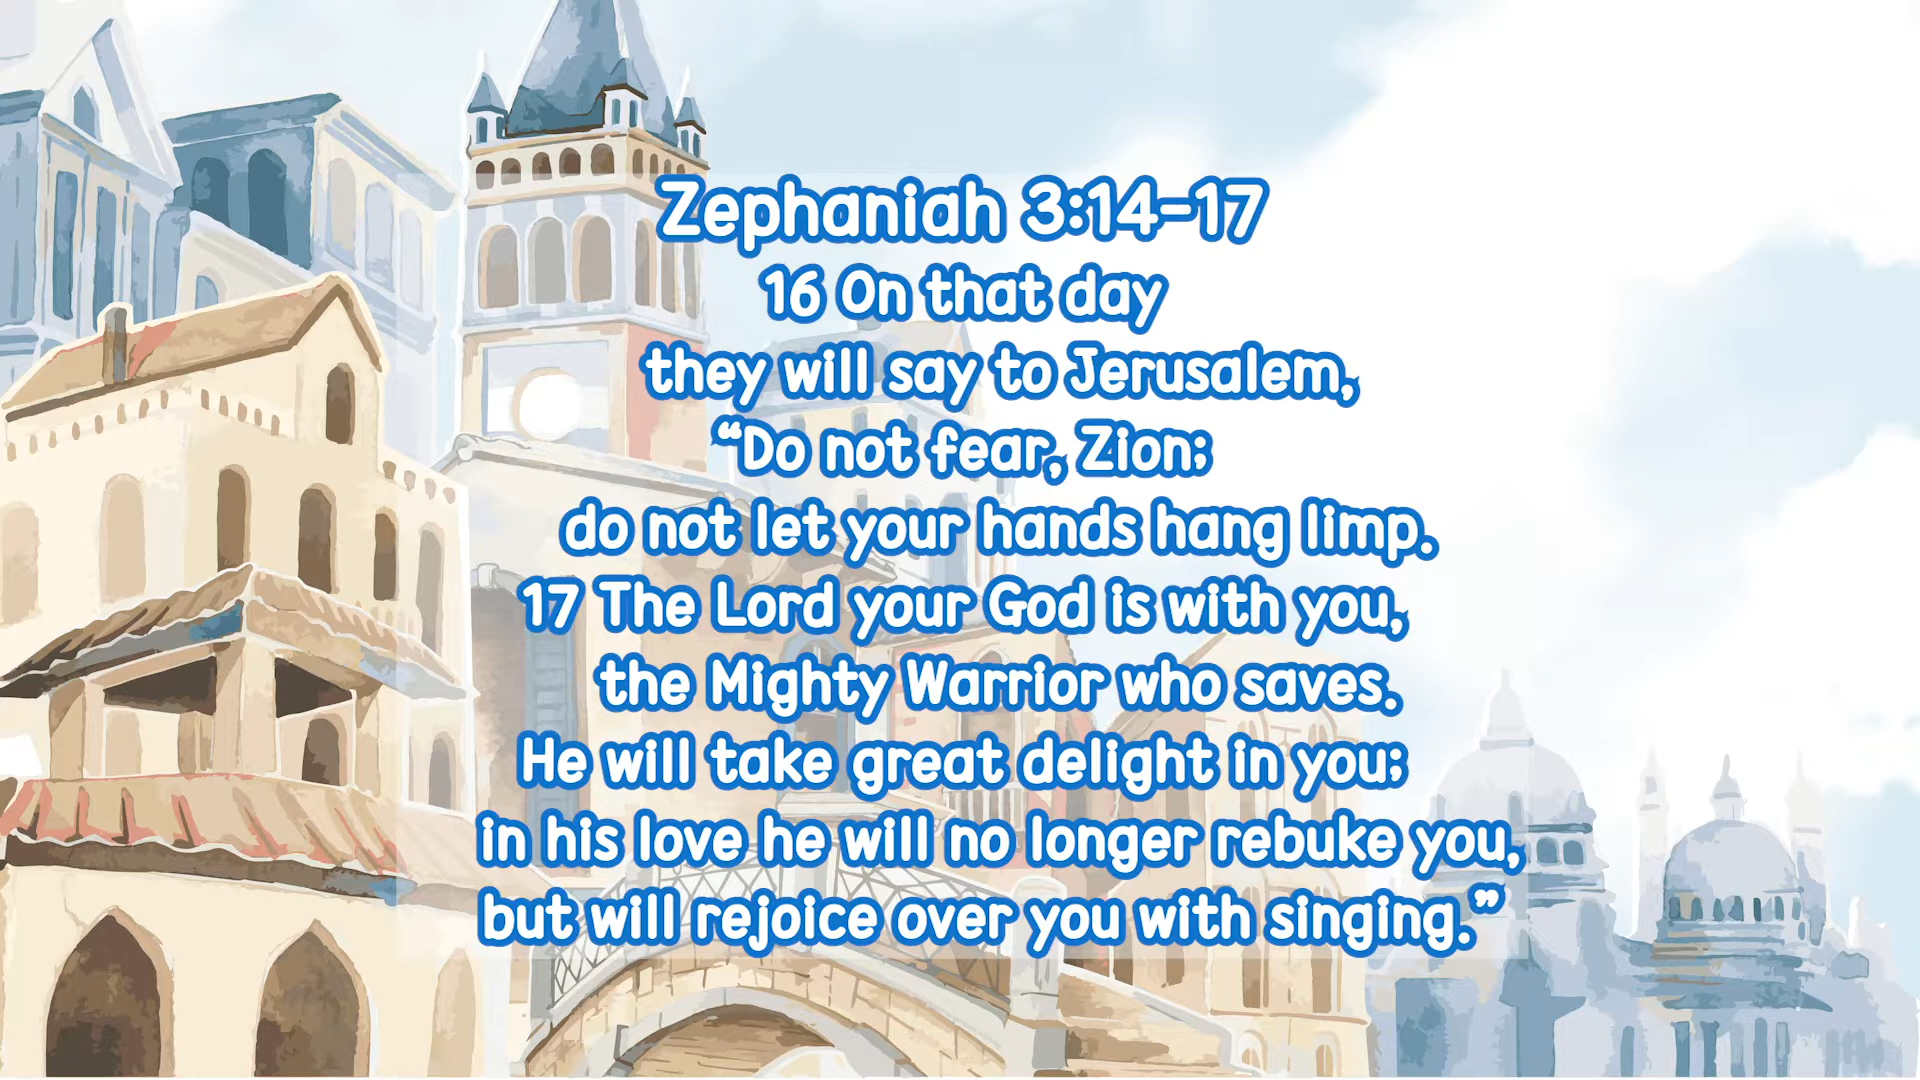 Zephaniah 3:14-17
16 On that day
they will say to Jerusalem,
“Do not fear, Zion;
do not let your hands hang limp.
17 The Lord your God is with you,
the Mighty Warrior who saves.
He will take great delight in you;
in his love he will no longer rebuke you,
but will rejoice over you with singing.”